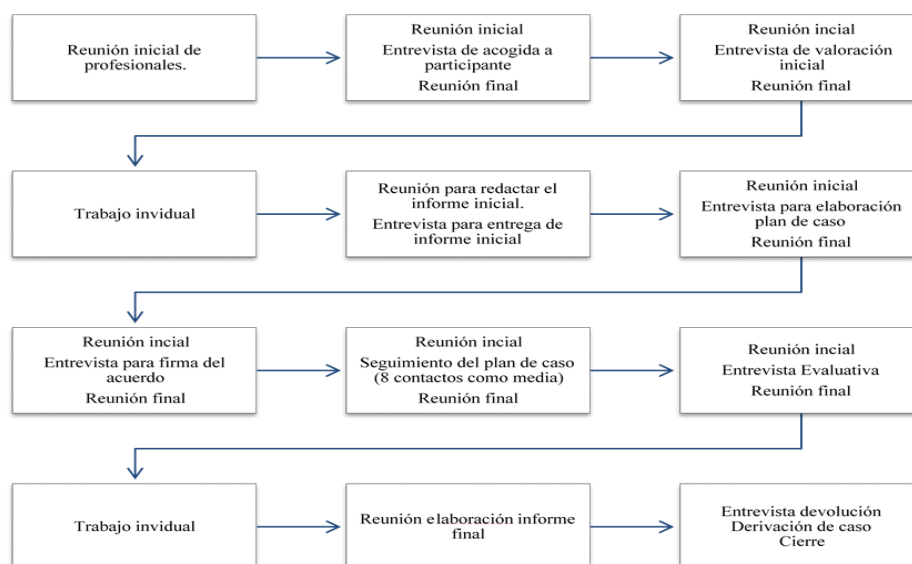 Reunión inicial de
profesionales.
Reunión inicial
Entrevista de acogida a
participante
Reunión final
Reunión incial
Entrevista de valoración
inicial
Reunión final
Trabajo invidual
Reunión para redactar el
informe inicial.
Entrevista para entrega de
informe inicial
Reunión inicial
Entrevista para elaboración
plan de caso
Reunión final
Reunión incial
Entrevista para firma del
acuerdo
Reunión final
Reunión incial
Seguimiento del plan de caso
(8 contactos como media)
Reunión final
Reunión incial
Entrevista Evaluativa
Reunión final
Trabajo invidual
Reunión elaboración informe
final
Entrevista devolución
Derivación de caso
Cierre